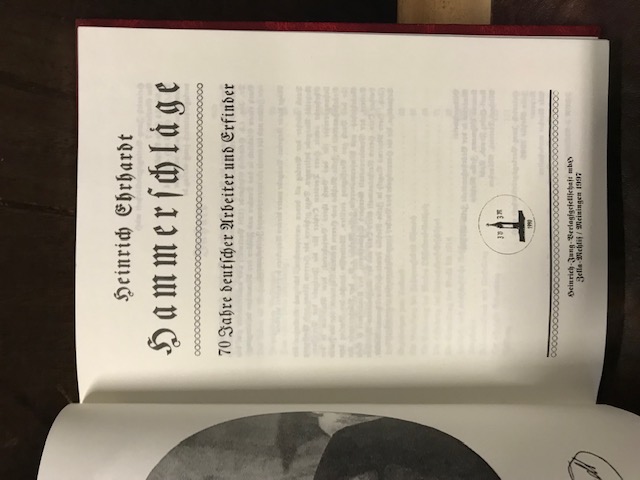 Heinrich Ehrhardt
Hammerschläge
70 Jahre deutscher Arbeiter und Erfinder
Heinrich-Jung-Verlagsgesellschaft mbH
Zella-Mehlis / Meiningen 1997